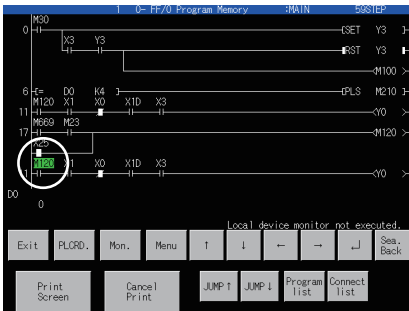 1 0- FF/0 Program Memory :MAIN 59STEP
M30
0 [SET Y3 ]
X3 Y3
[RST Y3 ]
<M100 >
6 [= D0 K4 ] [PLS M210 ]
M120 X1 X0 X1D X3
11 <Y0 >
M669 M23
17 <M120 >
X25
M120 X1 X0 X1D X3
<Y0 >
D0
0
Local device monitor not executed.
Exit PLCRD. Mon. Menu ↑ ↓ ← → ↵ Sea. Back
Print Screen Cancel Print JUMP↑ JUMP↓ Program list Connect list